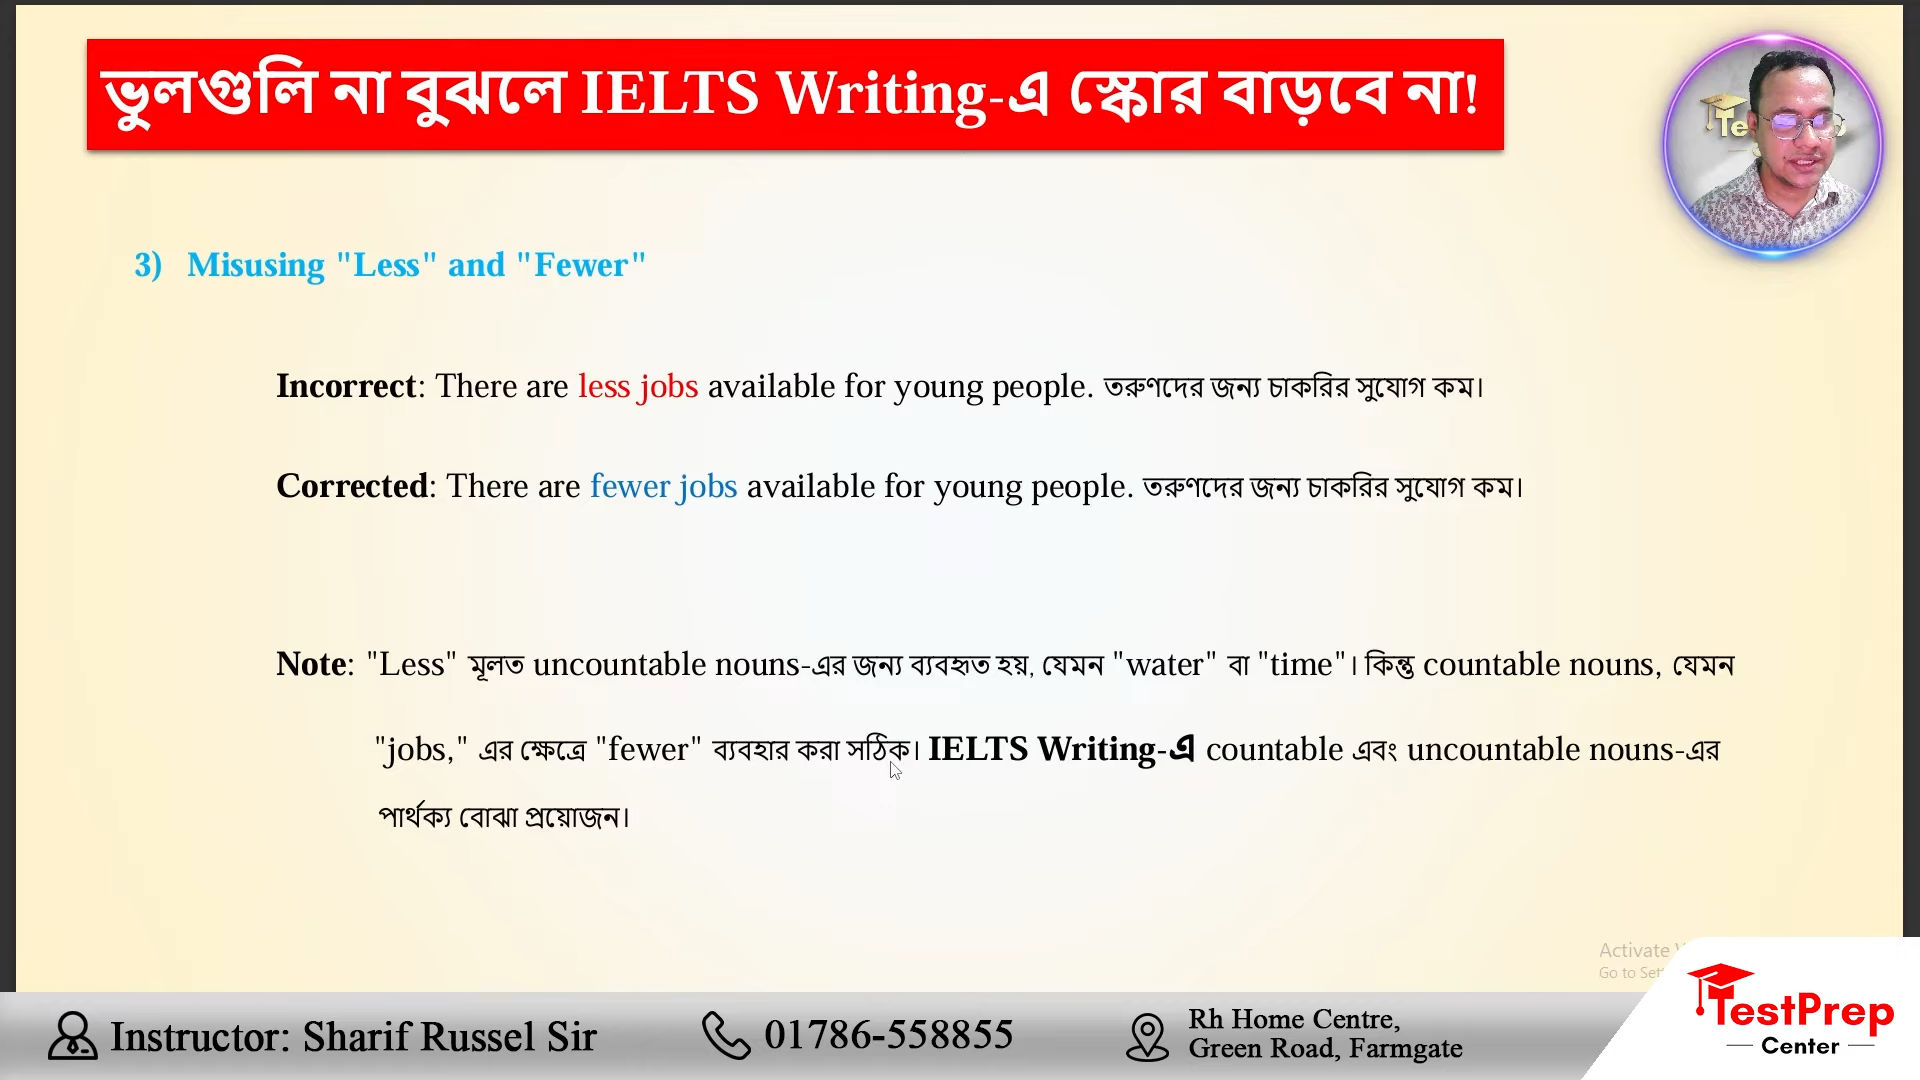 ভুলগুলি না বুঝলে IELTS Writing-এ স্কোর বাড়বে না!
3) Misusing "Less" and "Fewer"
Incorrect: There are less jobs available for young people. তরুণদের জন্য চাকরির সুযোগ কম।
Corrected: There are fewer jobs available for young people. তরুণদের জন্য চাকরির সুযোগ কম।
Note: "Less" মূলত uncountable nouns-এর জন্য ব্যবহৃত হয়, যেমন "water" বা "time"। কিন্তু countable nouns, যেমন
"jobs," এর ক্ষেত্রে "fewer" ব্যবহার করা সঠিক। IELTS Writing-এ countable এবং uncountable nouns-এর
পার্থক্য বোঝা প্রয়োজন।
Activate
Go to
Instructor: Sharif Russel Sir
01786-558855
Rh Home Centre,
Green Road, Farmgate
TestPrep
Center